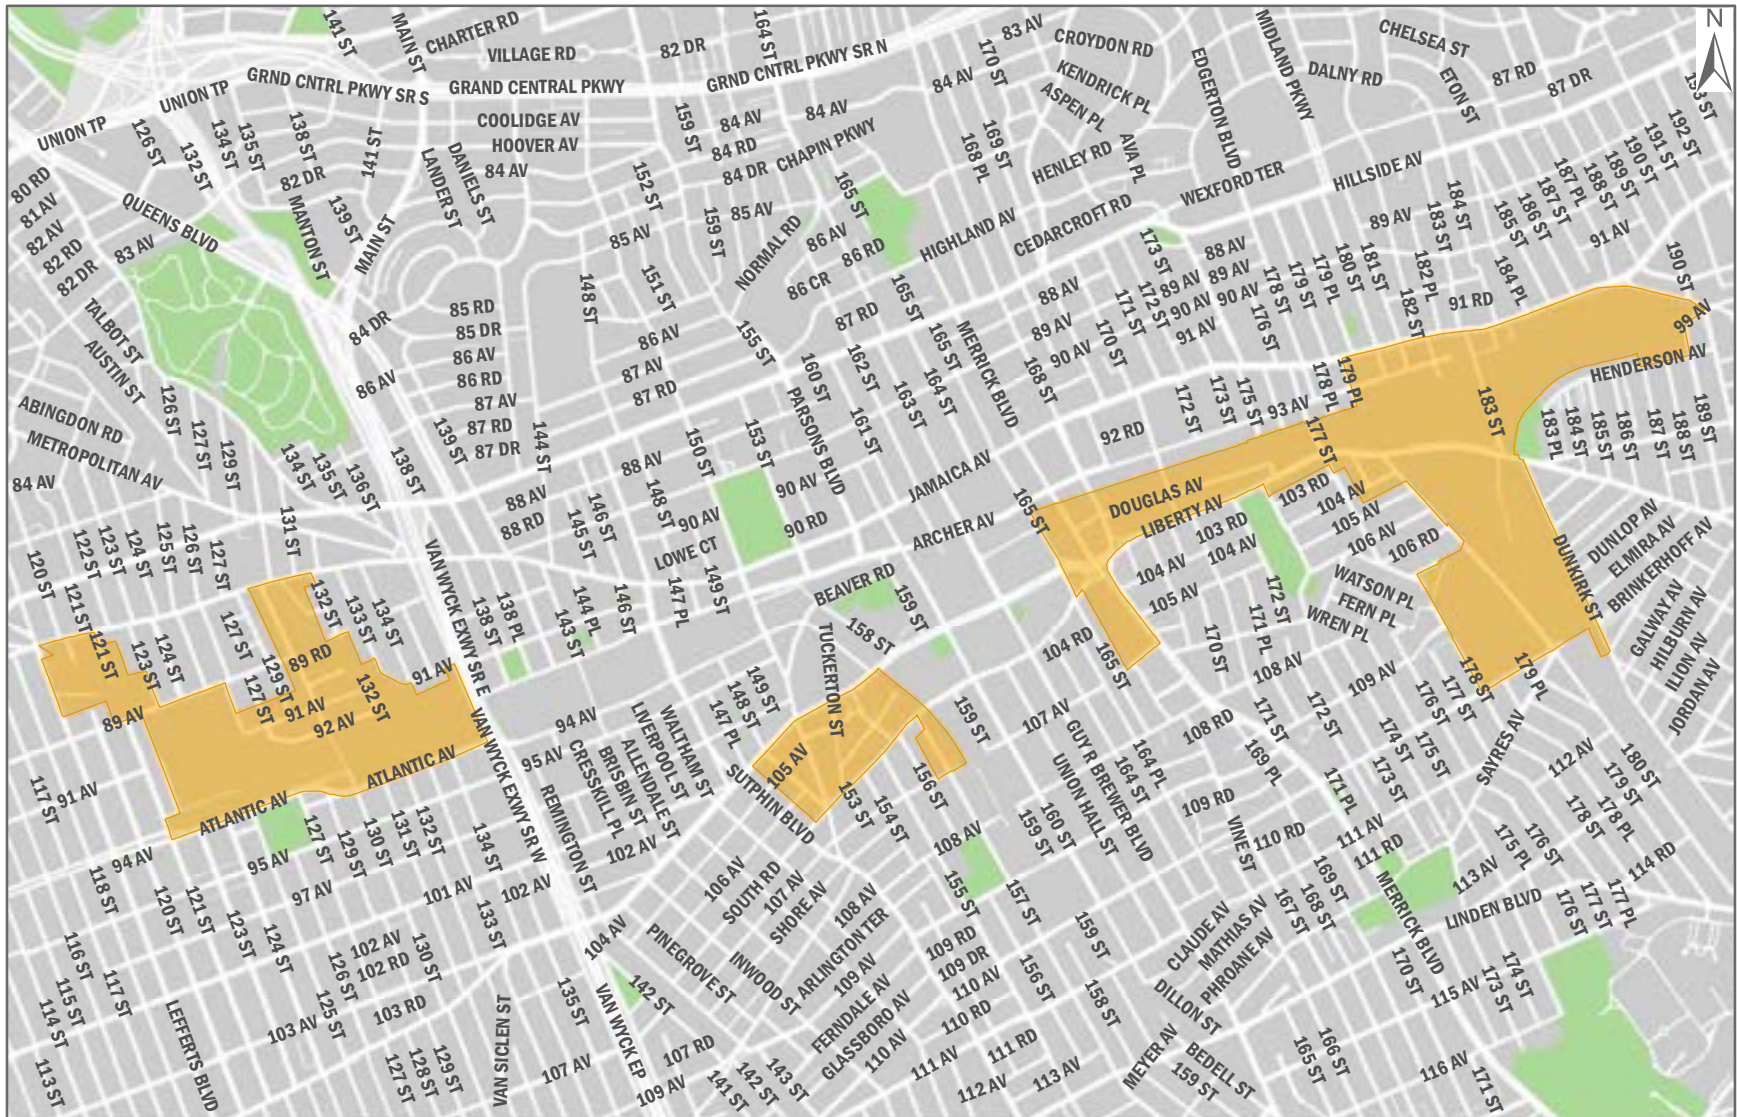 N
141 ST
MAIN ST
CHARTER RD
VILLAGE RD
82 DR
164 ST
GRND CNTRL PKWY SR N
83 AV
170 ST
CROYDON RD
MIDLAND PKWY
CHELSEA ST
DALNY RD
ETON ST
87 RD
87 DR
UNION TP
UNION TP
GRND CNTRL PKWY SR S
GRAND CENTRAL PKWY
84 AV
KENDRICK PL
ASPEN PL
EDGERTON BLVD
COOLIDGE AV
HOOVER AV
84 AV
159 ST
84 AV
84 RD
84 DR
84 AV
CHAPIN PKWY
168 PL
169 ST
HENLEY RD
AVA PL
WEXFORD TER
HILLSIDE AV
192 ST
191 ST
190 ST
189 ST
188 ST
187 PL
187 ST
186 ST
185 ST
184 ST
183 ST
89 AV
91 AV
190 ST
126 ST
132 ST
134 ST
135 ST
138 ST
141 ST
82 DR
139 ST
MANTON ST
MAIN ST
LANDER ST
DANIELS ST
152 ST
85 AV
85 AV
159 ST
NORMAL RD
165 ST
86 AV
86 RD
86 CR
HIGHLAND AV
CEDARCROFT RD
80 RD
81 AV
82 AV
82 RD
82 DR
83 AV
QUEENS BLVD
TALBOT ST
AUSTIN ST
84 DR
85 RD
85 DR
86 AV
86 RD
87 AV
87 RD
87 DR
86 AV
148 ST
151 ST
86 AV
87 AV
87 RD
155 ST
87 RD
165 ST
165 ST
88 AV
89 AV
90 AV
173 ST
172 ST
171 ST
170 ST
88 AV
89 AV
89 AV
90 AV
90 AV
91 AV
178 ST
179 ST
179 PL
180 ST
181 ST
182 PL
182 ST
184 PL
91 RD
176 ST
99 AV
HENDERSON AV
ABINGDON RD
METROPOLITAN AV
84 AV
126 ST
127 ST
129 ST
134 ST
135 ST
136 ST
138 ST
139 ST
144 ST
160 ST
162 ST
163 ST
164 ST
161 ST
PARSONS BLVD
MERRICK BLVD
168 ST
92 RD
172 ST
173 ST
175 ST
93 AV
178 PL
179 PL
177 ST
183 ST
183 PL
184 ST
185 ST
186 ST
187 ST
188 ST
189 ST
150 ST
153 ST
88 AV
88 AV
88 RD
90 AV
90 AV
90 RD
148 ST
146 ST
145 ST
LOWE CT
JAMAICA AV
ARCHER AV
165 ST
DOUGLAS AV
LIBERTY AV
103 RD
103 RD
104 AV
104 AV
104 AV
105 AV
105 AV
106 AV
106 RD
WATSON PL
FERN PL
WREN PL
DUNKIRK ST
DUNLOP AV
ELMIRA AV
BRINKERHOFF AV
GALWAY AV
HILBURN AV
ILION AV
JORDAN AV
120 ST
122 ST
123 ST
124 ST
125 ST
126 ST
127 ST
131 ST
121 ST
121 ST
123 ST
124 ST
127 ST
129 ST
127 ST
132 ST
133 ST
134 ST
89 RD
91 AV
91 AV
92 AV
132 ST
89 AV
VAN WYCK EXWY SR E
138 ST
138 PL
143 ST
144 PL
146 ST
147 PL
149 ST
BEAVER RD
158 ST
159 ST
TUCKERTON ST
104 RD
165 ST
170 ST
171 PL
172 ST
108 AV
109 AV
178 ST
179 PL
177 ST
176 ST
SAYRES AV
117 ST
91 AV
ATLANTIC AV
ATLANTIC AV
94 AV
95 AV
97 AV
94 AV
95 AV
VAN WYCK EXWY SR W
REMINGTON ST
CRESSKILL PL
BRISBIN ST
ALLENDALE ST
LIVERPOOL ST
WALTHAM ST
147 PL
148 ST
149 ST
SUTPHIN BLVD
105 AV
153 ST
154 ST
156 ST
159 ST
107 AV
GUY R BREWER BLVD
UNION HALL ST
164 PL
164 ST
108 RD
171 ST
172 ST
169 PL
171 PL
173 ST
174 ST
175 ST
112 AV
180 ST
179 ST
178 PL
178 ST
118 ST
120 ST
121 ST
123 ST
124 ST
127 ST
129 ST
130 ST
131 ST
132 ST
134 ST
133 ST
101 AV
102 AV
102 AV
106 AV
SOUTH RD
107 AV
SHORE AV
108 AV
ARLINGTON TER
108 AV
155 ST
157 ST
159 ST
160 ST
159 ST
109 RD
VINE ST
110 RD
111 AV
111 RD
113 AV
175 PL
176 ST
114 RD
LINDEN BLVD
176 ST
177 ST
177 PL
167 ST
168 ST
169 ST
MERRICK BLVD
116 ST
115 ST
114 ST
113 ST
117 ST
LEFFERTS BLVD
126 ST
125 ST
102 AV
102 RD
130 ST
103 AV
103 RD
127 ST
128 ST
129 ST
VAN SICLEN ST
135 ST
104 AV
142 ST
VAN WYCK EP
PINEGROVE ST
INWOOD ST
109 AV
FERNDALE AV
GLASSBORO AV
110 AV
109 RD
109 DR
110 AV
110 RD
111 AV
111 RD
112 AV
113 AV
156 ST
158 ST
CLAUDE AV
MATHIAS AV
PHROANE AV
DILLON ST
MEYER AV
BEDELL ST
159 ST
165 ST
166 ST
170 ST
115 AV
173 ST
174 ST
116 AV
171 ST
107 AV
107 RD
109 AV
141 ST
142 ST
143 ST